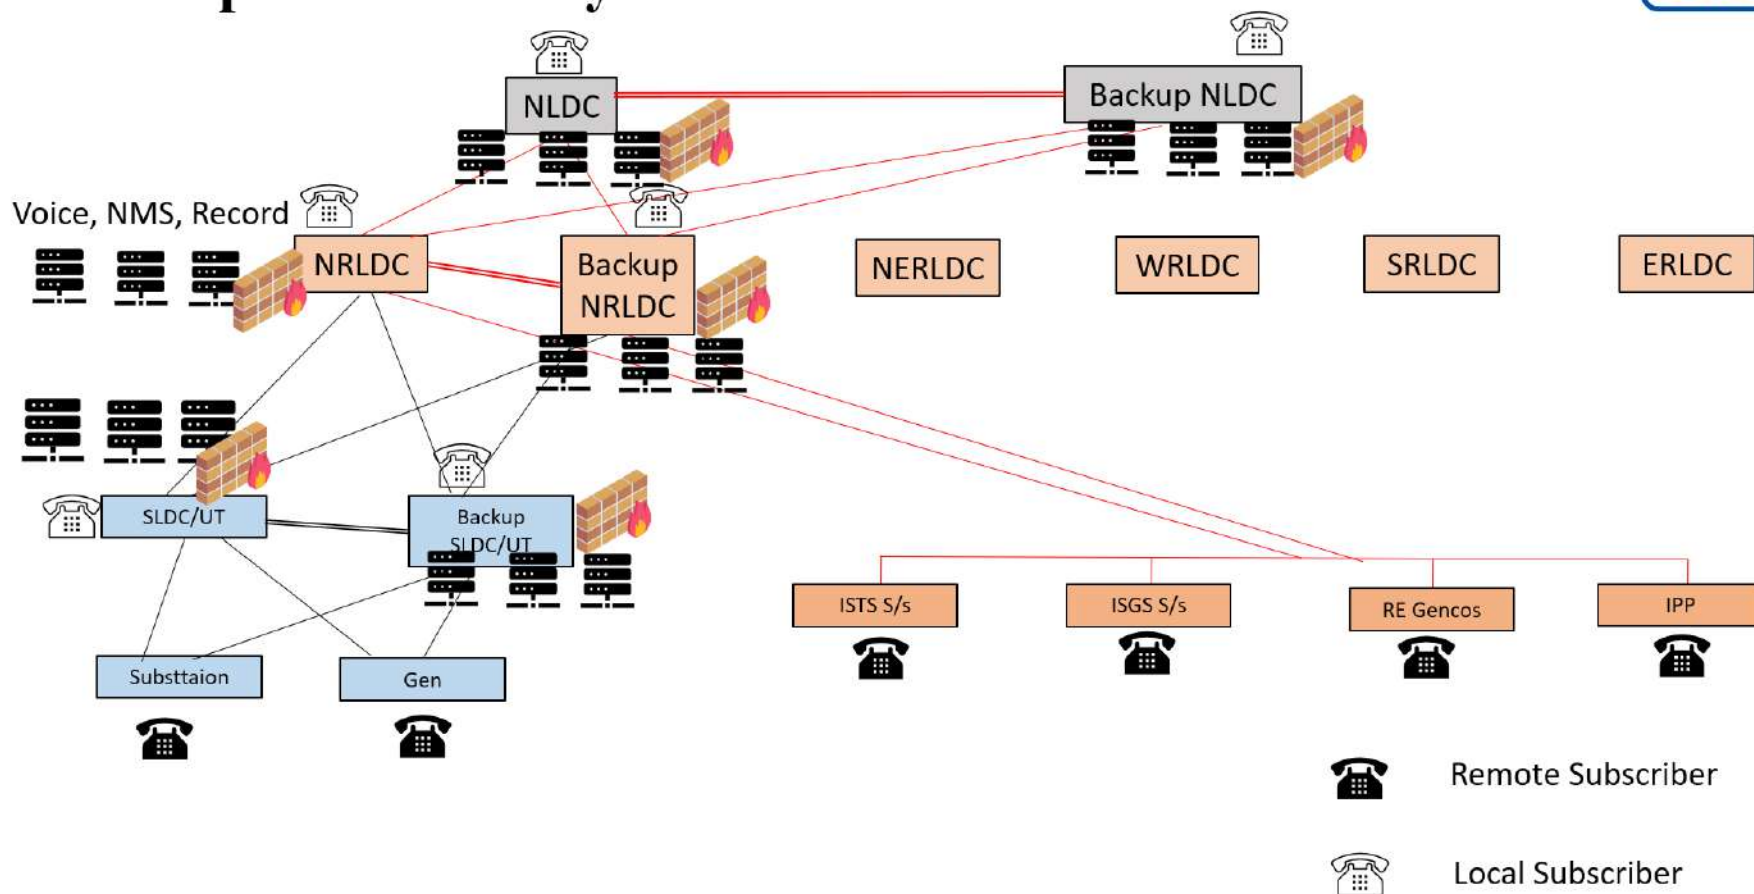 NLDC
Backup NLDC
Voice, NMS, Record
NRLDC
Backup
NRLDC
NERLDC
WRLDC
SRLDC
ERLDC
SLDC/UT
Backup
SLDC/UT
ISTS S/s
ISGS S/s
RE Gencos
IPP
Substtaion
Gen
Remote Subscriber
Local Subscriber